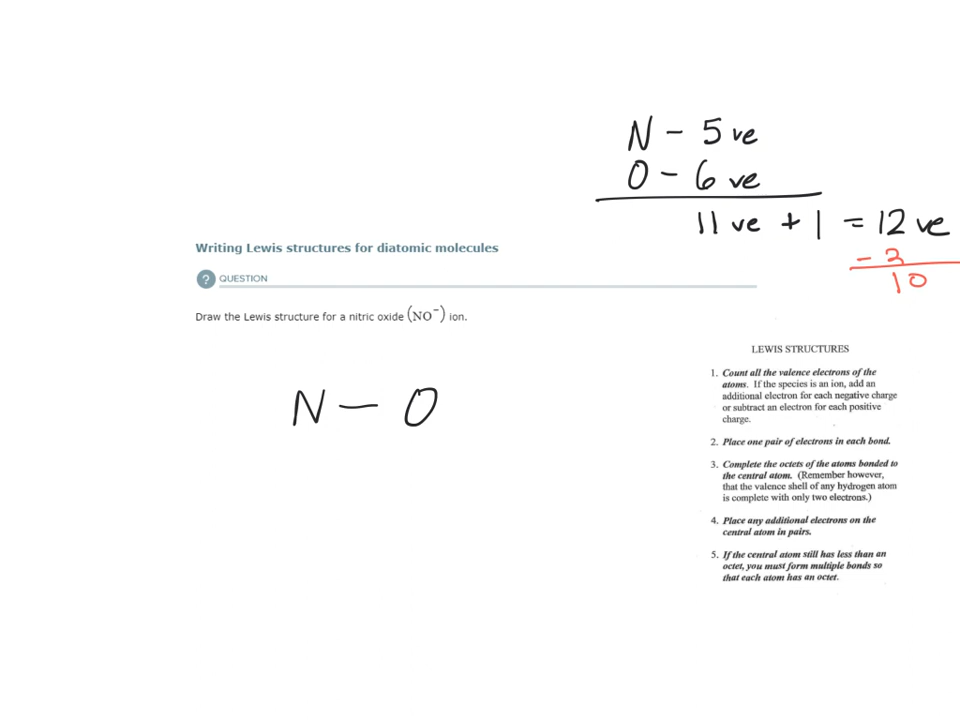 N - 5 ve
O - 6 ve
11 ve + 1 = 12 ve
- 2
10
Writing Lewis structures for diatomic molecules
? QUESTION
Draw the Lewis structure for a nitric oxide (NO⁻) ion.
N — O
LEWIS STRUCTURES
1. Count all the valence electrons of the
atoms. If the species is an ion, add an
additional electron for each negative charge
or subtract an electron for each positive
charge.
2. Place one pair of electrons in each bond.
3. Complete the octets of the atoms bonded to
the central atom. (Remember however,
that the valence shell of any hydrogen atom
is complete with only two electrons.)
4. Place any additional electrons on the
central atom in pairs.
5. If the central atom still has less than an
octet, you must form multiple bonds so
that each atom has an octet.